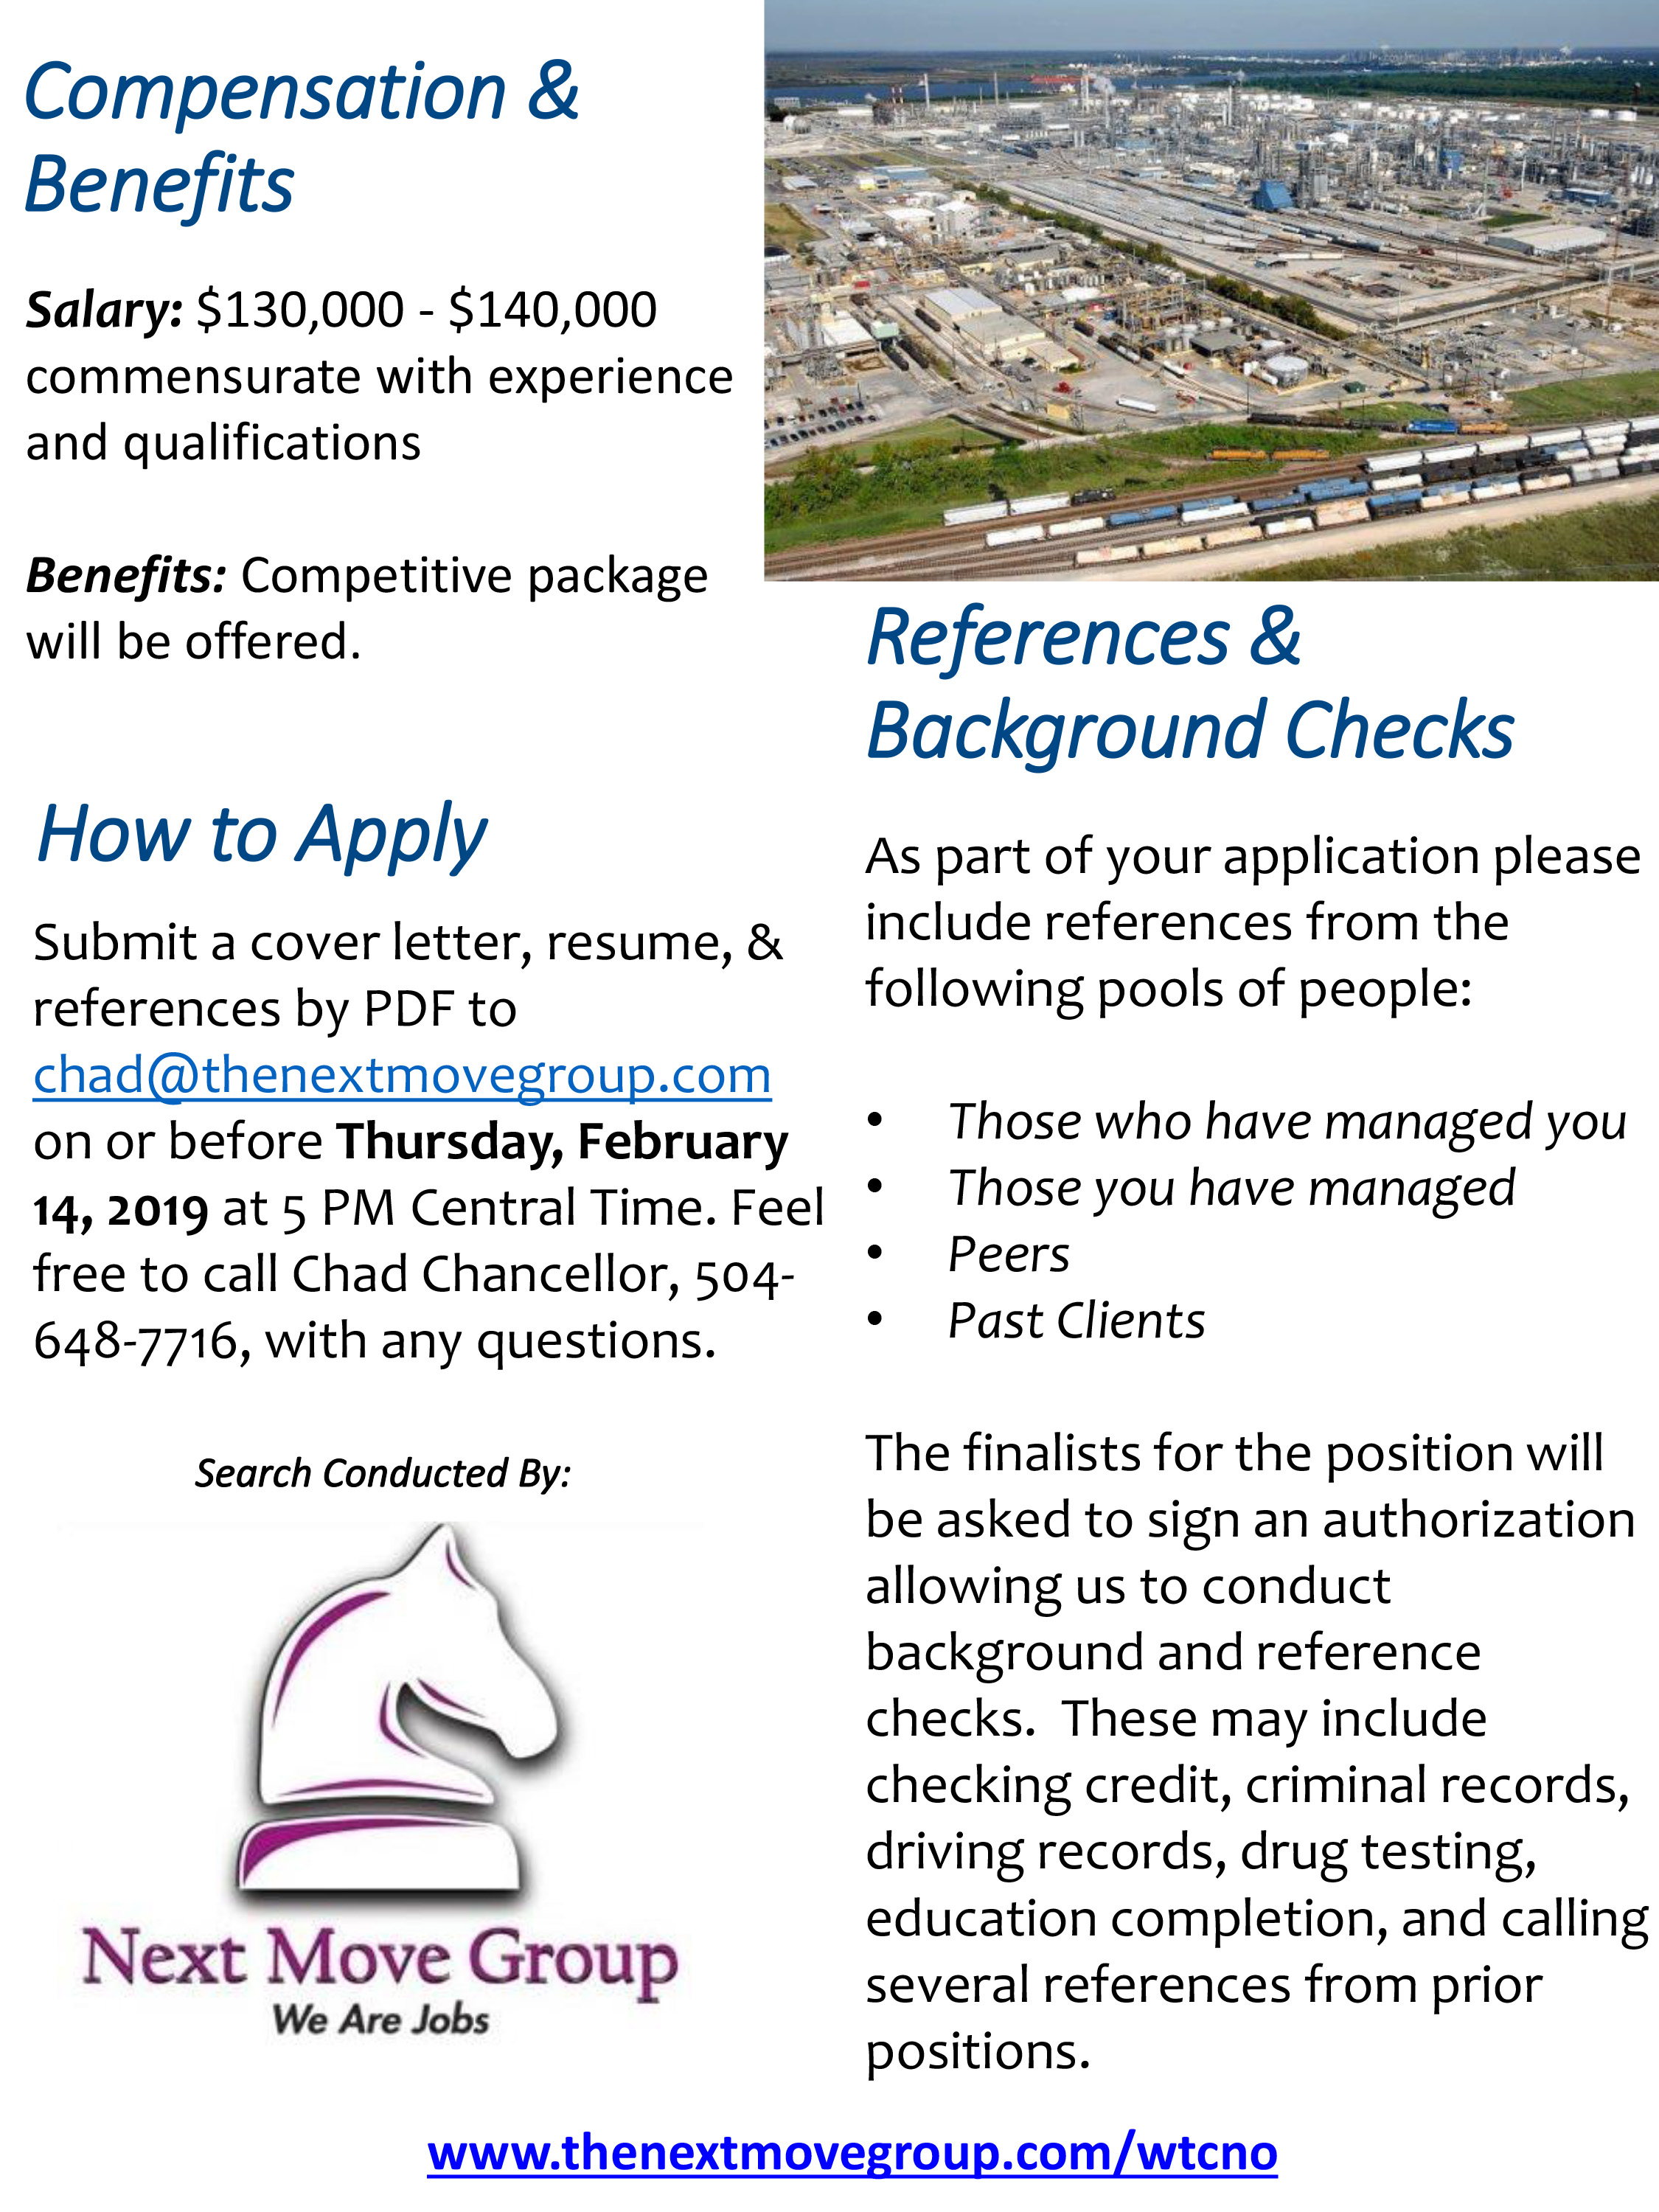 Compensation &
Benefits
Salary: $130,000 - $140,000
commensurate with experience
and qualifications
Benefits: Competitive package
will be offered.
How to Apply
Submit a cover letter, resume, &
references by PDF to
chad@thenextmovegroup.com
on or before Thursday, February
14, 2019 at 5 PM Central Time. Feel
free to call Chad Chancellor, 504-
648-7716, with any questions.
Search Conducted By:
Next Move Group
We Are Jobs
References &
Background Checks
As part of your application please
include references from the
following pools of people:
• Those who have managed you
• Those you have managed
• Peers
• Past Clients
The finalists for the position will
be asked to sign an authorization
allowing us to conduct
background and reference
checks.  These may include
checking credit, criminal records,
driving records, drug testing,
education completion, and calling
several references from prior
positions.
www.thenextmovegroup.com/wtcno